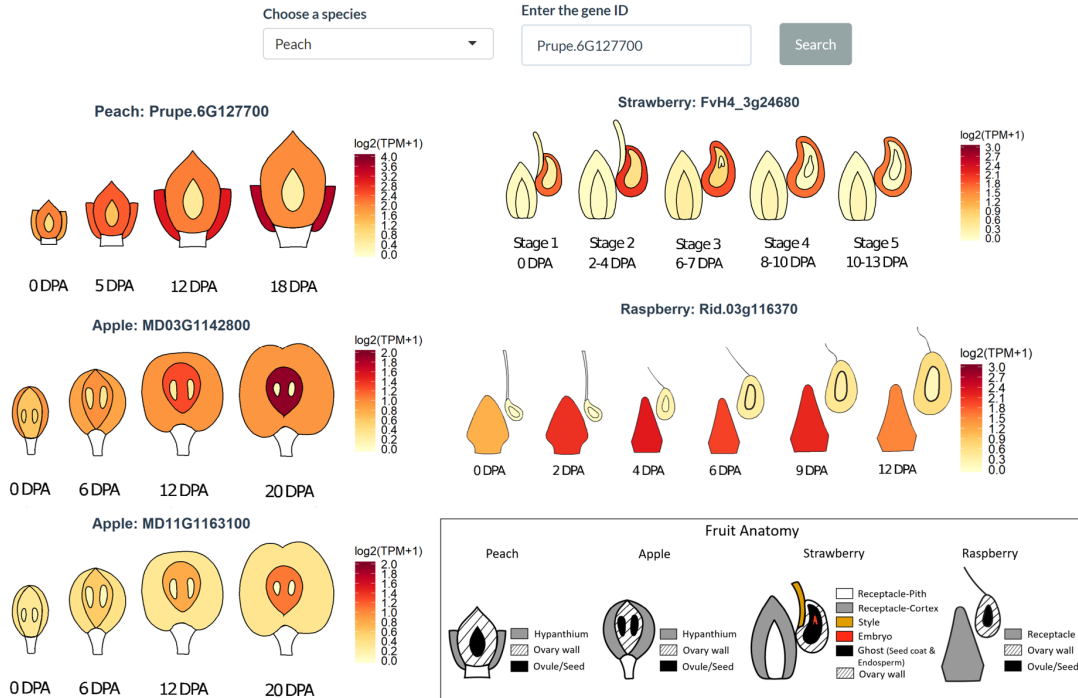 Choose a species
Enter the gene ID
Peach
Prupe.6G127700
Search
Peach: Prupe.6G127700
log2(TPM+1)
4.0
3.6
3.2
2.8
2.4
2.0
1.6
1.2
0.8
0.4
0.0
0 DPA
5 DPA
12 DPA
18 DPA
Strawberry: FvH4_3g24680
log2(TPM+1)
3.0
2.7
2.4
2.1
1.8
1.5
1.2
0.9
0.6
0.3
0.0
Stage 1
0 DPA
Stage 2
2-4 DPA
Stage 3
6-7 DPA
Stage 4
8-10 DPA
Stage 5
10-13 DPA
Apple: MD03G1142800
log2(TPM+1)
2.0
1.8
1.6
1.4
1.2
1.0
0.8
0.6
0.4
0.2
0.0
0 DPA
6 DPA
12 DPA
20 DPA
Raspberry: Rid.03g116370
log2(TPM+1)
3.0
2.7
2.4
2.1
1.8
1.5
1.2
0.9
0.6
0.3
0.0
0 DPA
2 DPA
4 DPA
6 DPA
9 DPA
12 DPA
Apple: MD11G1163100
log2(TPM+1)
2.0
1.8
1.6
1.4
1.2
1.0
0.8
0.6
0.4
0.2
0.0
0 DPA
6 DPA
12 DPA
20 DPA
Fruit Anatomy
Peach
Hypanthium
Ovary wall
Ovule/Seed
Apple
Hypanthium
Ovary wall
Ovule/Seed
Strawberry
Receptacle-Pith
Receptacle-Cortex
Style
Embryo
Ghost (Seed coat &
Endosperm)
Ovary wall
Raspberry
Receptacle
Ovary wall
Ovule/Seed